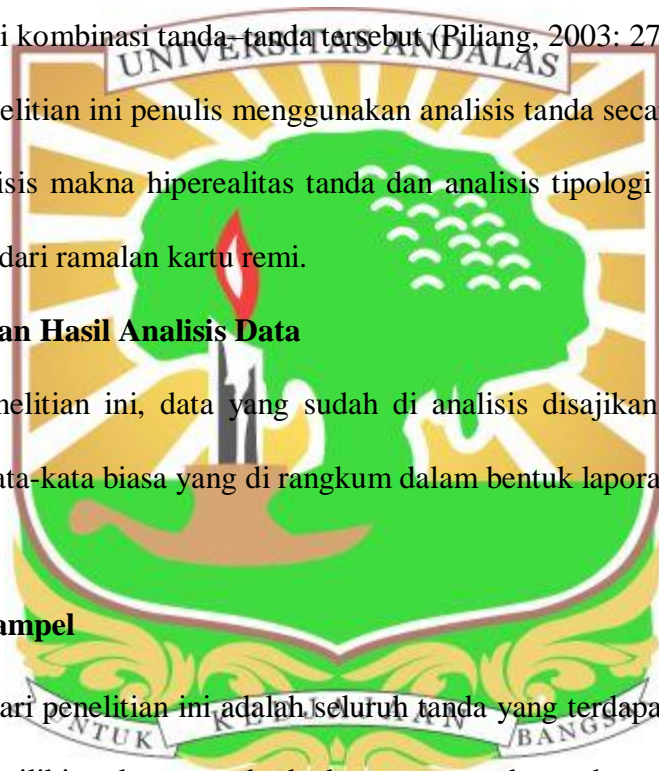 i kombinasi tanda-tanda tersebut (Piliang, 2003: 27
UNIVERSITAS ANDALAS
elitian ini penulis menggunakan analisis tanda seca
isis makna hiperealitas tanda dan analisis tipologi
dari ramalan kartu remi.
an Hasil Analisis Data
nelitian ini, data yang sudah di analisis disajikan
ata-kata biasa yang di rangkum dalam bentuk lapora
ampel
ari penelitian ini adalah seluruh tanda yang terdapa
UNTUK KEDJAJAAN BANGSA